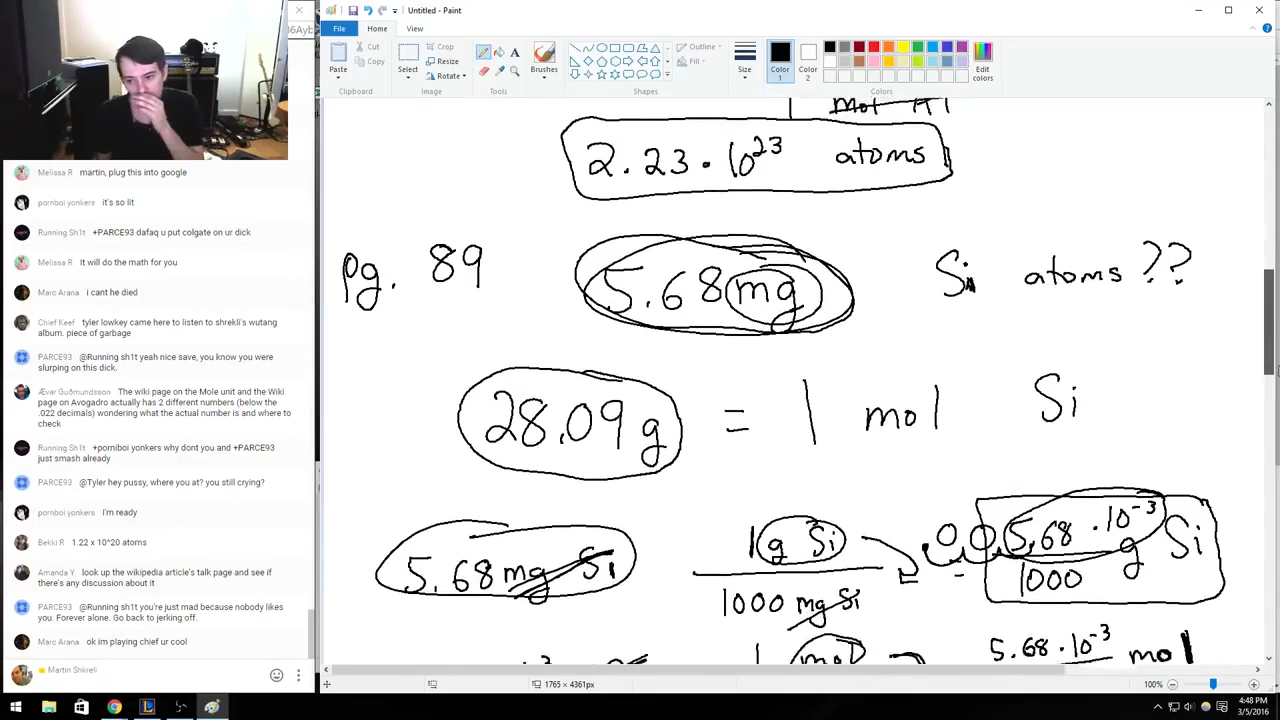 Untitled - Paint
File
Home
View
Paste
Cut
Copy
Clipboard
Select
Crop
Resize
Rotate
Image
Tools
Brushes
Shapes
Outline
Fill
Size
Color 1
Color 2
Edit colors
Colors
Melissa R martin, plug this into google
pornboi yonkers it's so lit
Running Sh1t +PARCE93 dafaq u put colgate on ur dick
Melissa R It will do the math for you
Marc Arana i cant he died
Chief Keef tyler lowkey came here to listen to shrekli's wutang
album. piece of garbage
PARCE93 @Running sh1t yeah nice save, you know you were
slurping on this dick.
Ævar Guðmundsson The wiki page on the Mole unit and the Wiki
page on Avogadro actually has 2 different numbers (below the
.022 decimals) wondering what the actual number is and where to
check
Running Sh1t +porniboi yonkers why dont you and +PARCE93
just smash already
PARCE93 @Tyler hey pussy, where you at? you still crying?
pornboi yonkers I'm ready
Bekki R 1.22 x 10^20 atoms
Amanda Y look up the wikipedia article's talk page and see if
there's any discussion about it
PARCE93 @Running sh1t you're just mad because nobody likes
you. Forever alone. Go back to jerking off.
Marc Arana ok im playing chief ur cool
Martin Shkreli
2.23 · 10^23 atoms
pg. 89 5.68 mg Si atoms ??
28.09 g = 1 mol Si
5.68 mg Si 1 g Si 5.68 · 10^-3 g Si
1000 mg Si 1000
5.68 · 10^-3 mol
1765 × 4361px
100%
4:48 PM
3/5/2016